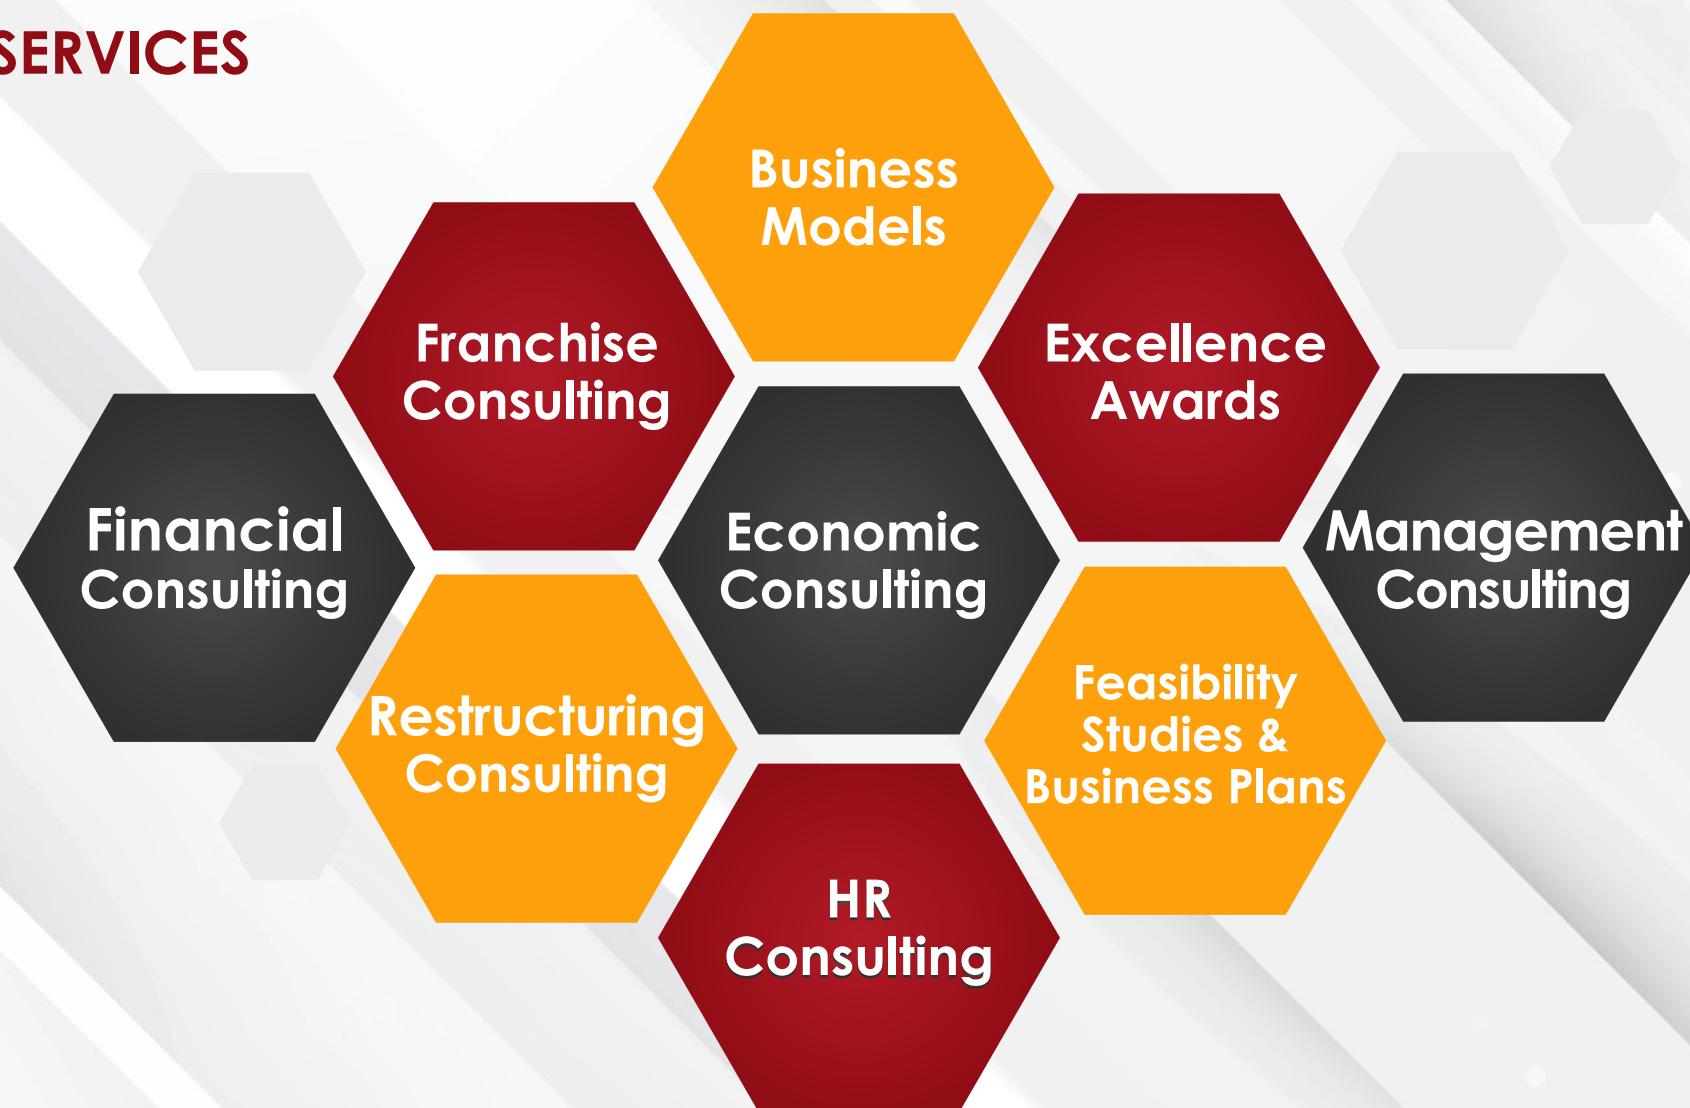 SERVICES
Business
Models
Franchise
Consulting
Excellence
Awards
Financial
Consulting
Economic
Consulting
Management
Consulting
Restructuring
Consulting
Feasibility
Studies &
Business Plans
HR
Consulting